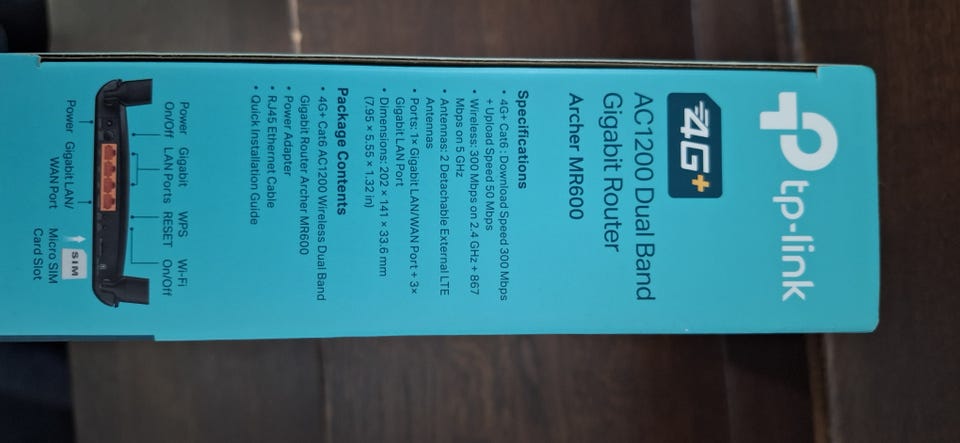 tp-link
4G+
AC1200 Dual Band
Gigabit Router
Archer MR600
Specifications
• 4G+ Cat6 : Download Speed 300 Mbps
+ Upload Speed 50 Mbps
• Wireless: 300 Mbps on 2.4 GHz + 867
Mbps on 5 GHz
• Antennas: 2 Detachable External LTE
Antennas
• Ports: 1× Gigabit LAN/WAN Port + 3×
Gigabit LAN Port
• Dimensions: 202 × 141 × 33.6 mm
(7.95 × 5.55 × 1.32 in)
Package Contents
• 4G+ Cat6 AC1200 Wireless Dual Band
Gigabit Router Archer MR600
• Power Adapter
• RJ45 Ethernet Cable
• Quick Installation Guide
Power
On/Off
Gigabit
LAN Ports
WPS
RESET
Wi-Fi
On/Off
Power
Gigabit LAN/
WAN Port
SIM
Micro SIM
Card Slot